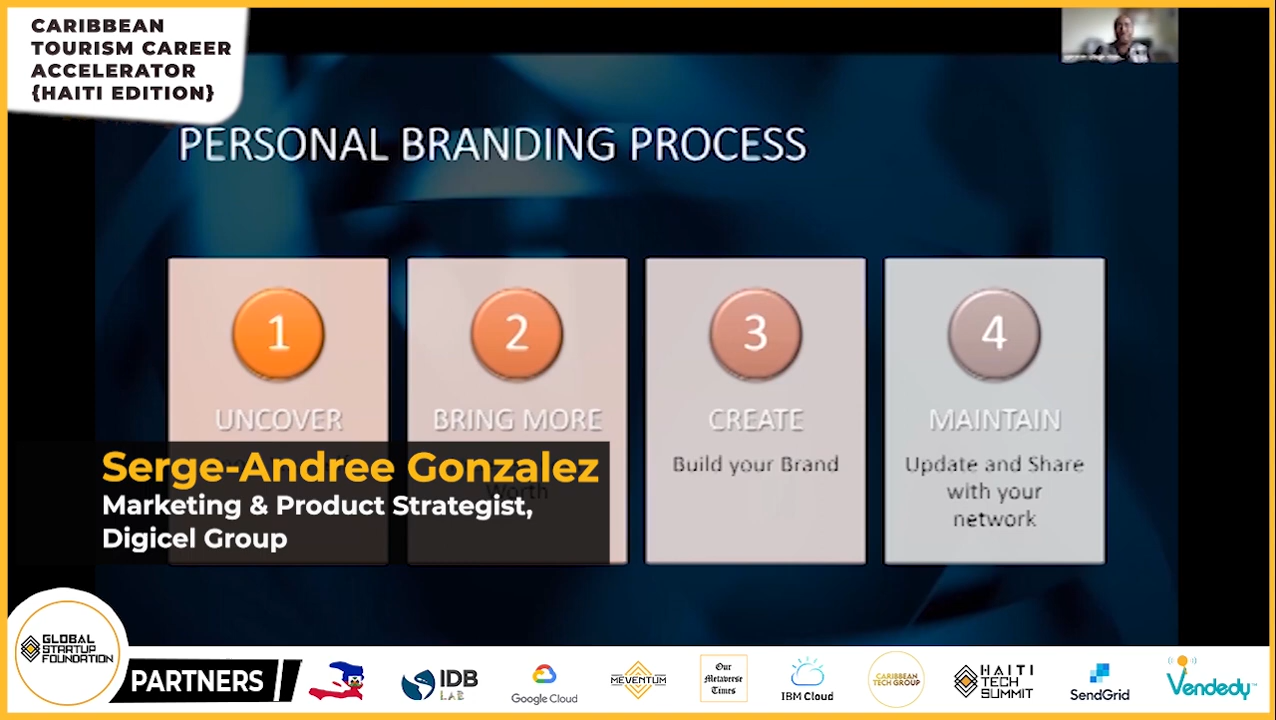 CARIBBEAN
TOURISM CAREER
ACCELERATOR
{HAITI EDITION}
PERSONAL BRANDING PROCESS
1
2
3
4
UNCOVER
BRING MORE
CREATE
MAINTAIN
Build your Brand
Update and Share
with your
network
Worth
Serge-Andree Gonzalez
Marketing & Product Strategist,
Digicel Group
GLOBAL
STARTUP
FOUNDATION
PARTNERS
IDB
LAB
Google Cloud
MEVENTUM
Our
Metaverse
Times
IBM Cloud
CARIBBEAN
TECH GROUP
HAITI
TECH
SUMMIT
SendGrid
Vendedy